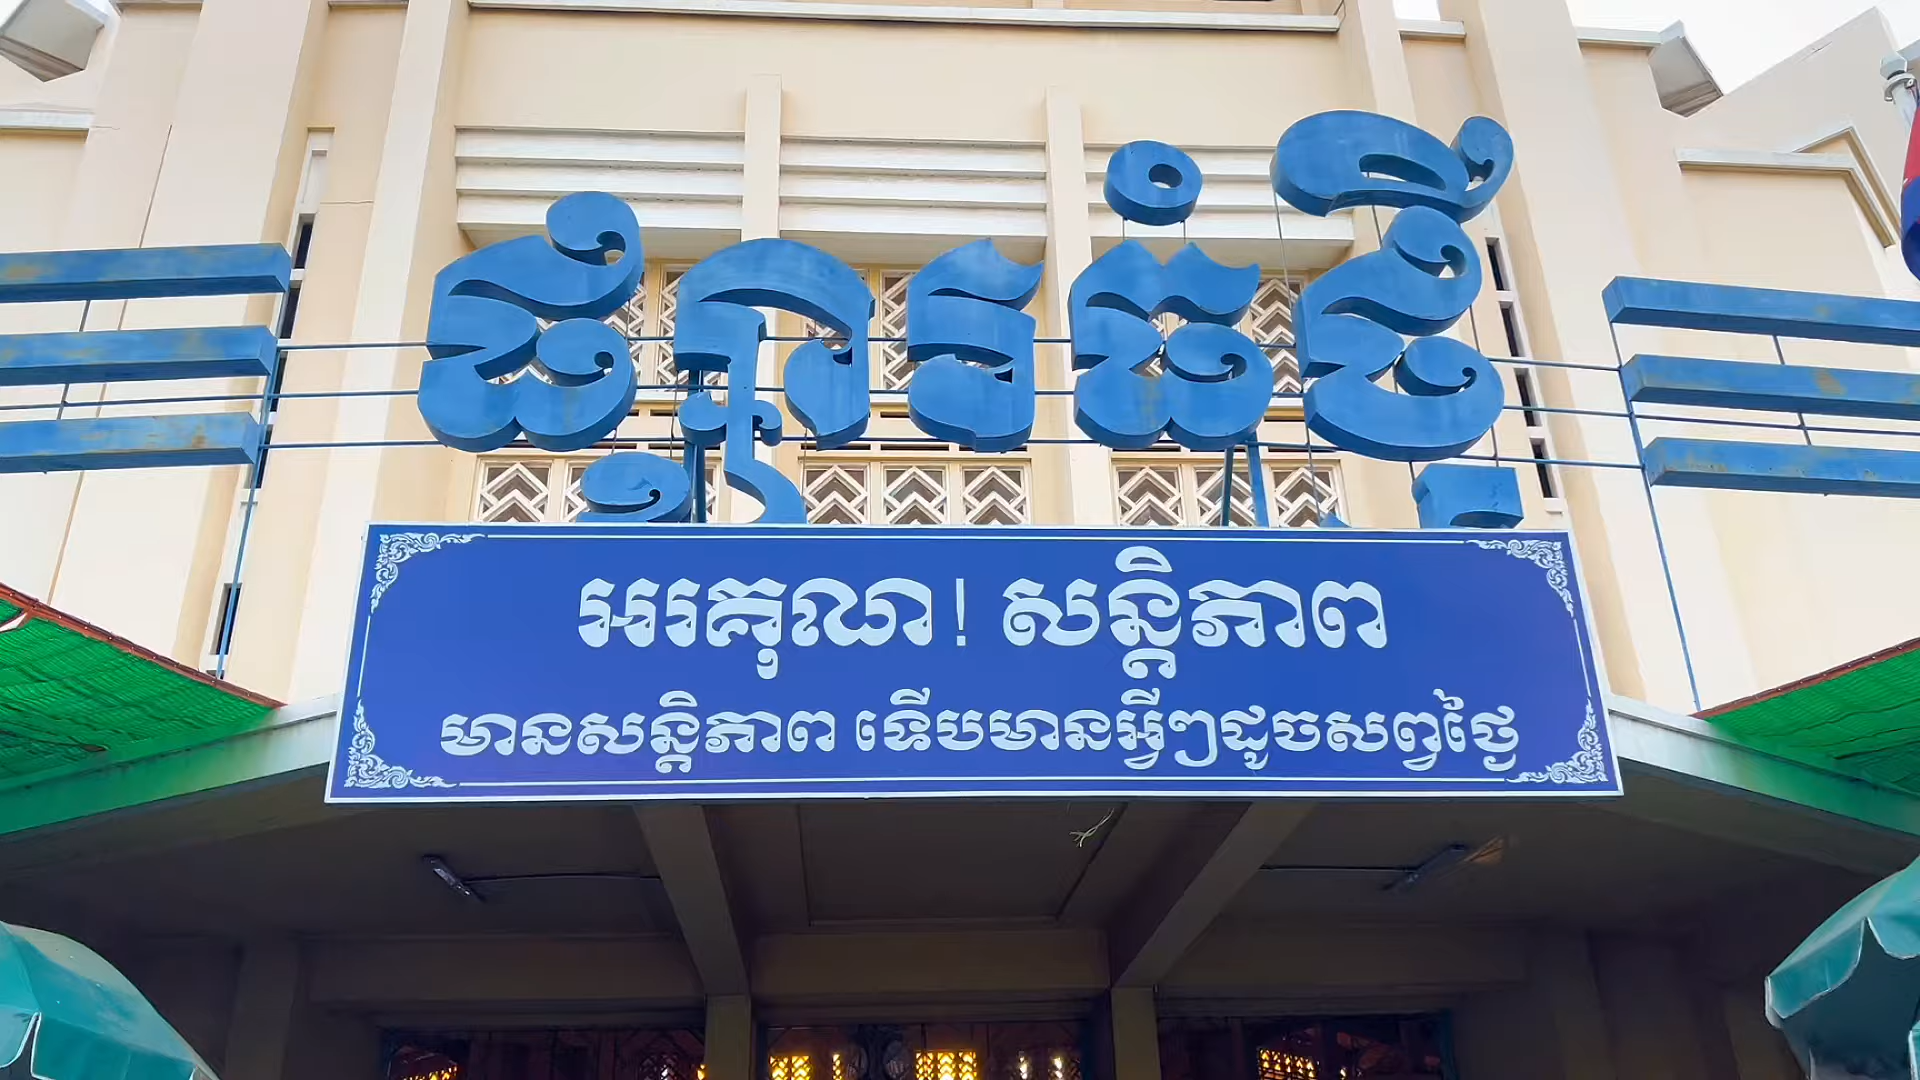 ផ្សារធំថ្មី
អរគុណ! សន្តិភាព
មានសន្តិភាព ទើបមានអ្វីៗដូចសព្វថ្ងៃ